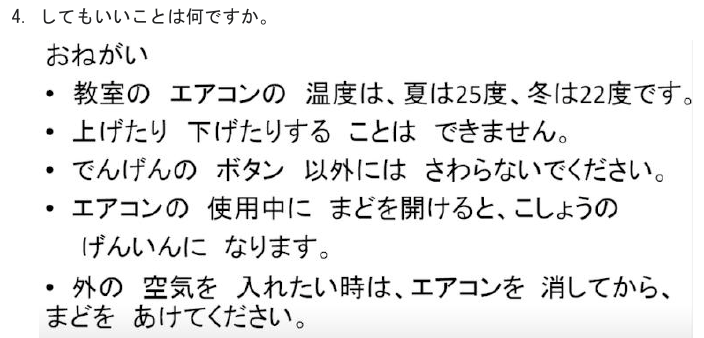 4. してもいいことは何ですか。
おねがい
• 教室の エアコンの 温度は、夏は25度、冬は22度です。
• 上げたり 下げたりする ことは できません。
• でんげんの ボタン 以外には さわらないでください。
• エアコンの 使用中に まどを開けると、こしょうの
げんいんに なります。
• 外の 空気を 入れたい時は、エアコンを 消してから、
まどを あけてください。